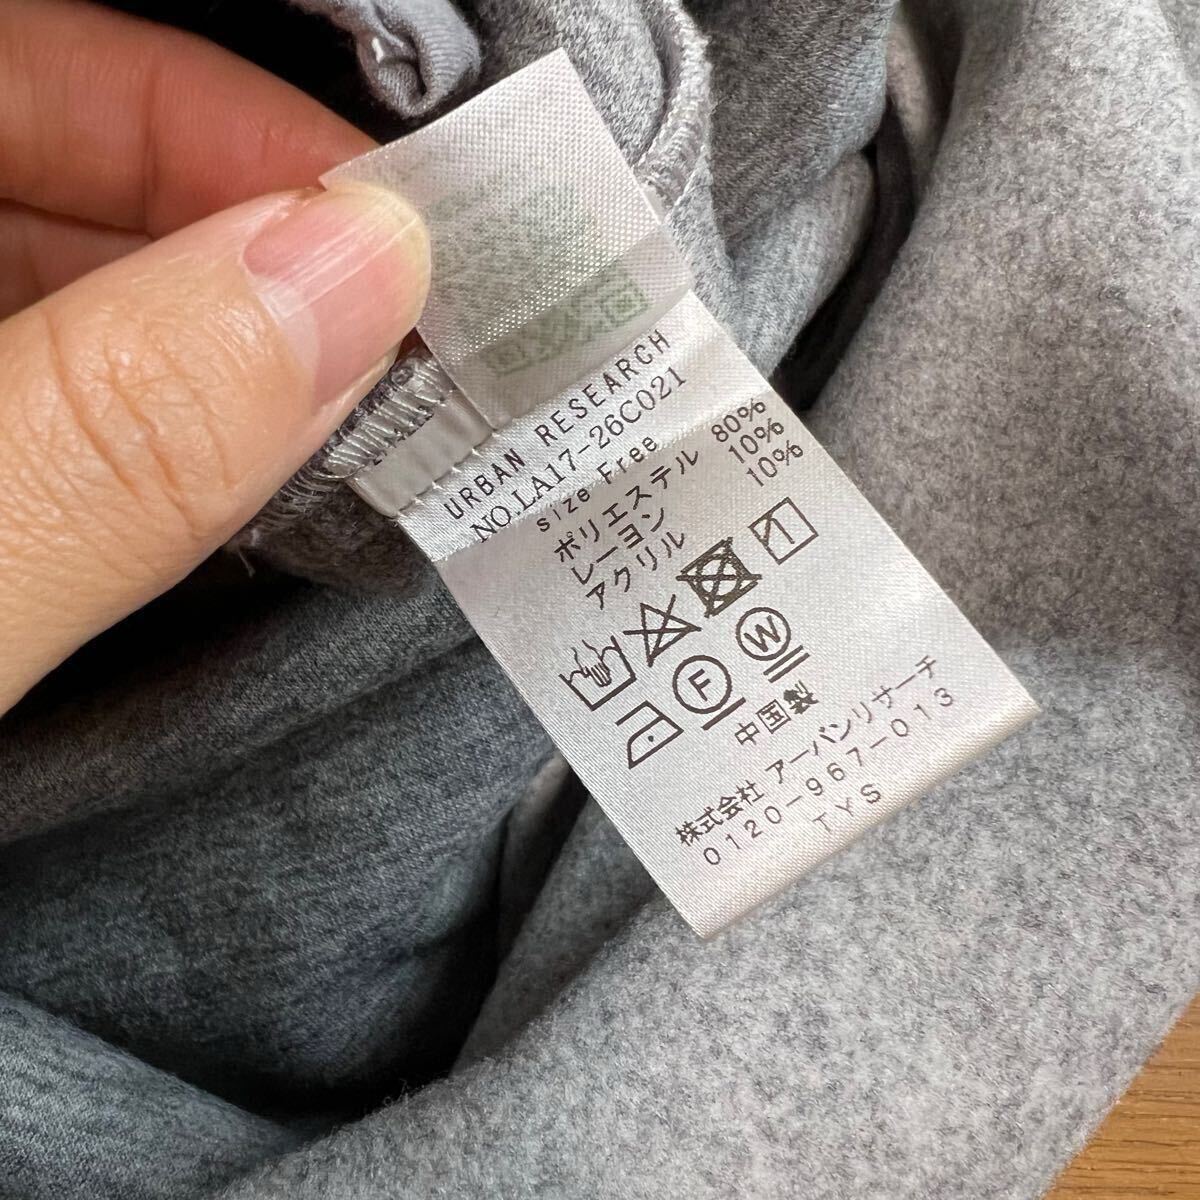 URBAN RESEARCH
NO.LA17-26C021
size Free
ポリエステル 80%
レーヨン 10%
アクリル 10%
F W
中国製
株式会社 アーバンリサーチ
0120-967-013
TYS